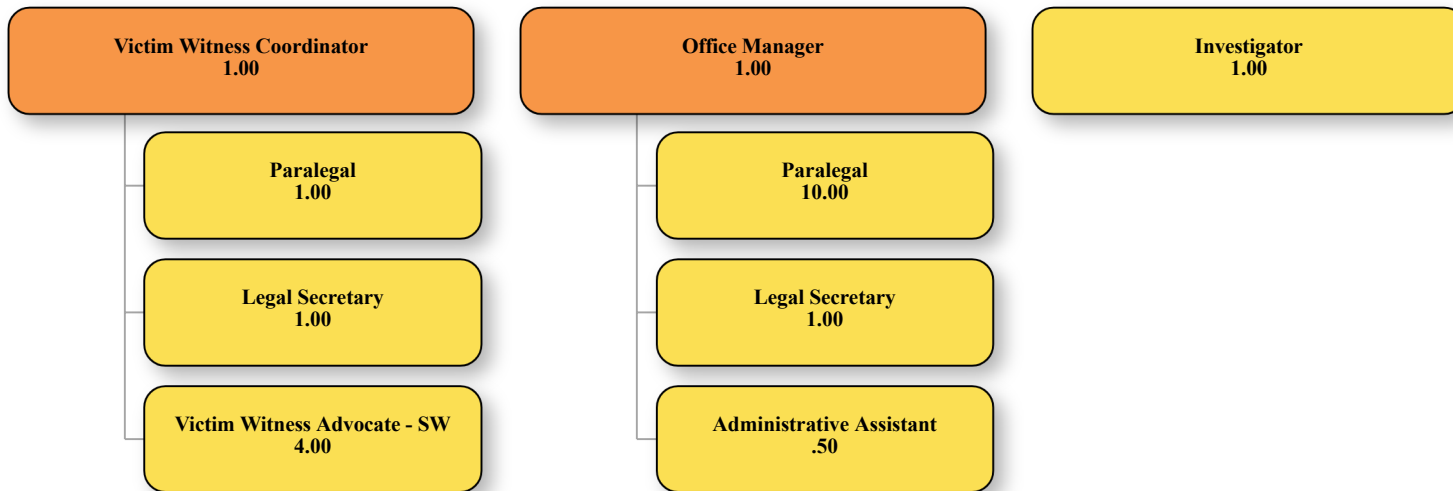 Victim Witness Coordinator
1.00
Office Manager
1.00
Investigator
1.00
Paralegal
1.00
Legal Secretary
1.00
Victim Witness Advocate - SW
4.00
Paralegal
10.00
Legal Secretary
1.00
Administrative Assistant
.50